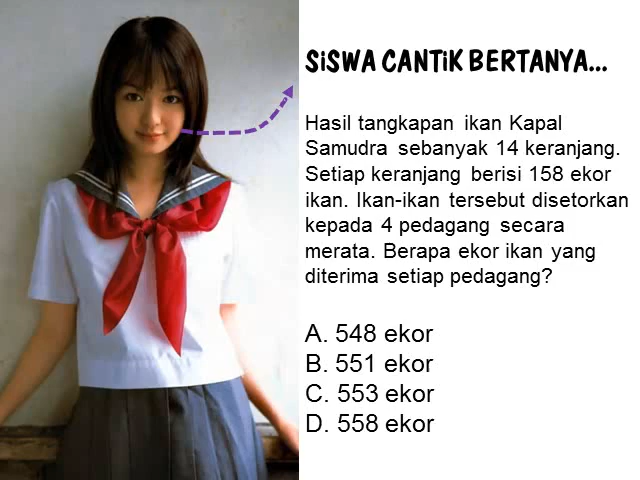 SiSWA CANTiK BERTANYA...
Hasil tangkapan ikan Kapal
Samudra sebanyak 14 keranjang.
Setiap keranjang berisi 158 ekor
ikan. Ikan-ikan tersebut disetorkan
kepada 4 pedagang secara
merata. Berapa ekor ikan yang
diterima setiap pedagang?
A. 548 ekor
B. 551 ekor
C. 553 ekor
D. 558 ekor